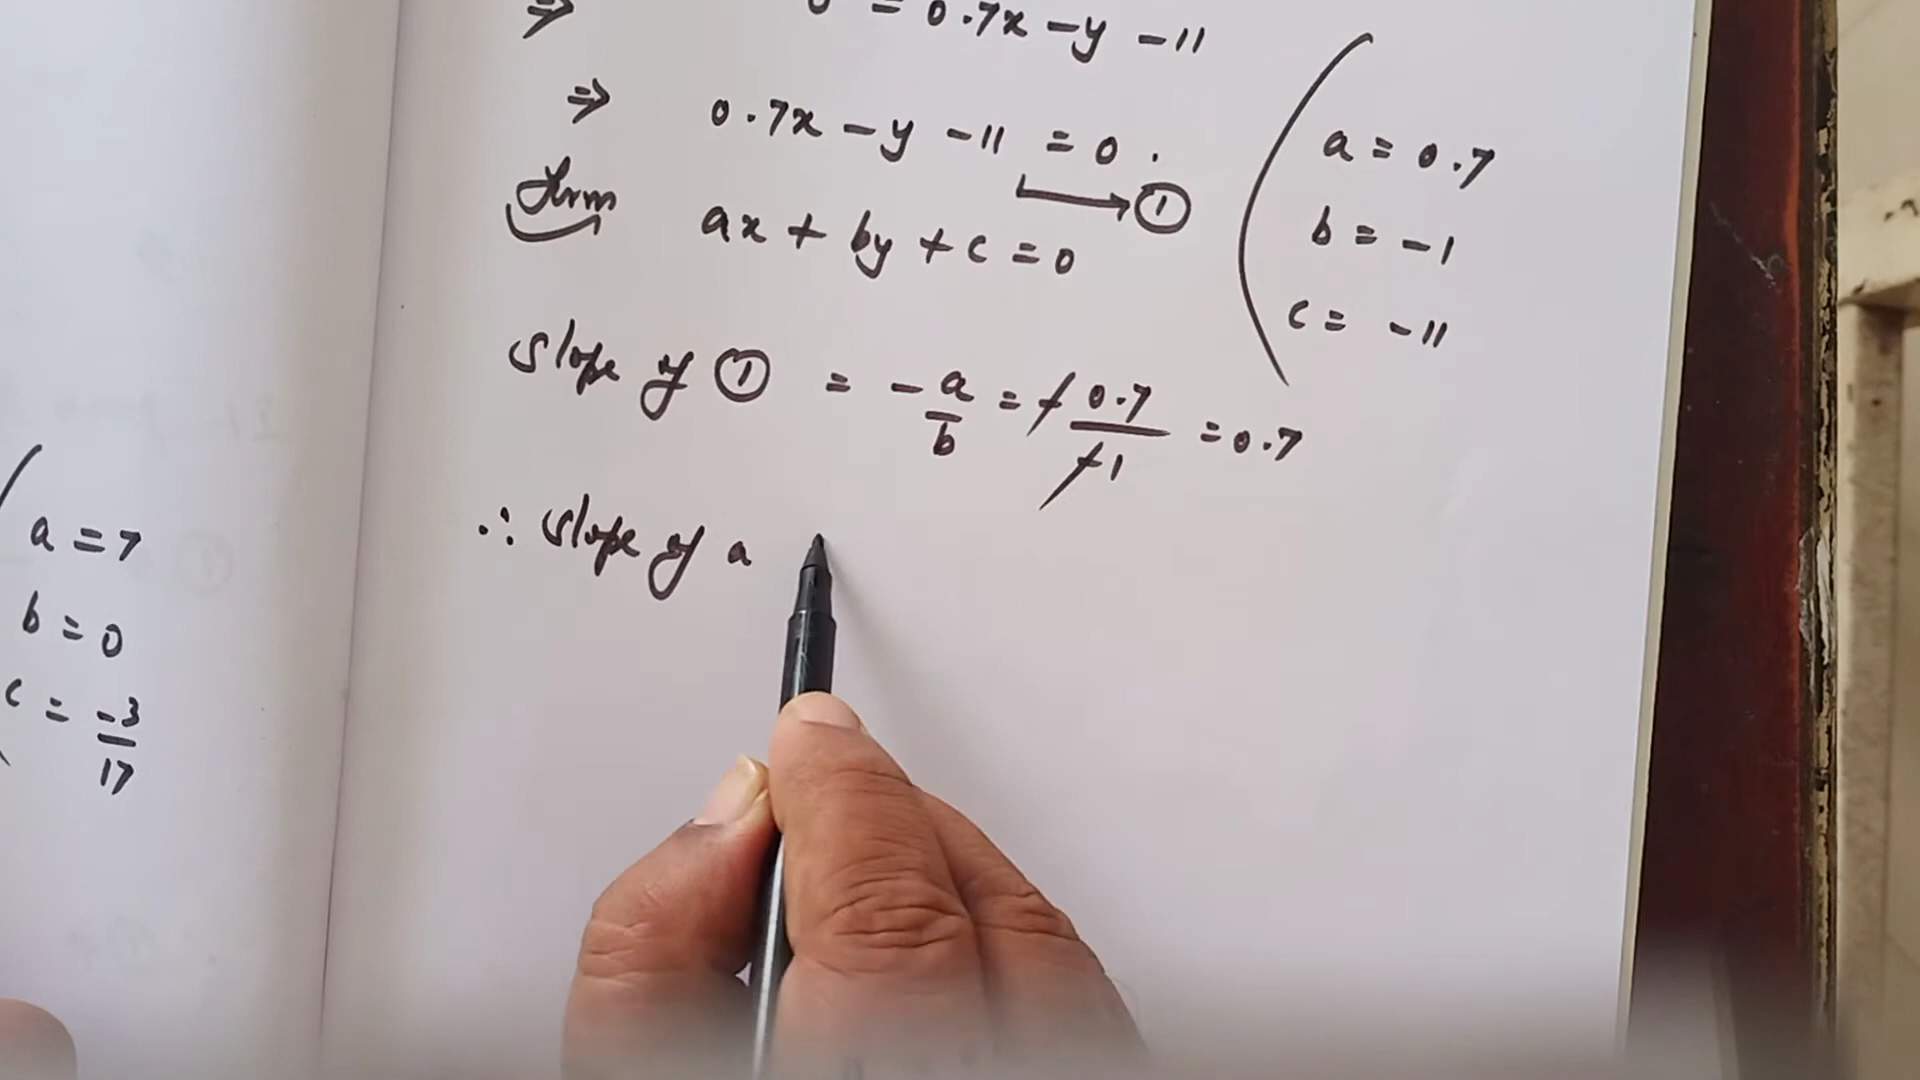 ⇒ 0 = 0.7x - y - 11
⇒ 0.7x - y - 11 = 0.
→ ①
form ax + by + c = 0
a = 0.7
b = -1
c = -11
slope of ① = -a/b = -0.7/-1 = 0.7
∴ slope of a
a = 7
b = 0
c = -3/17